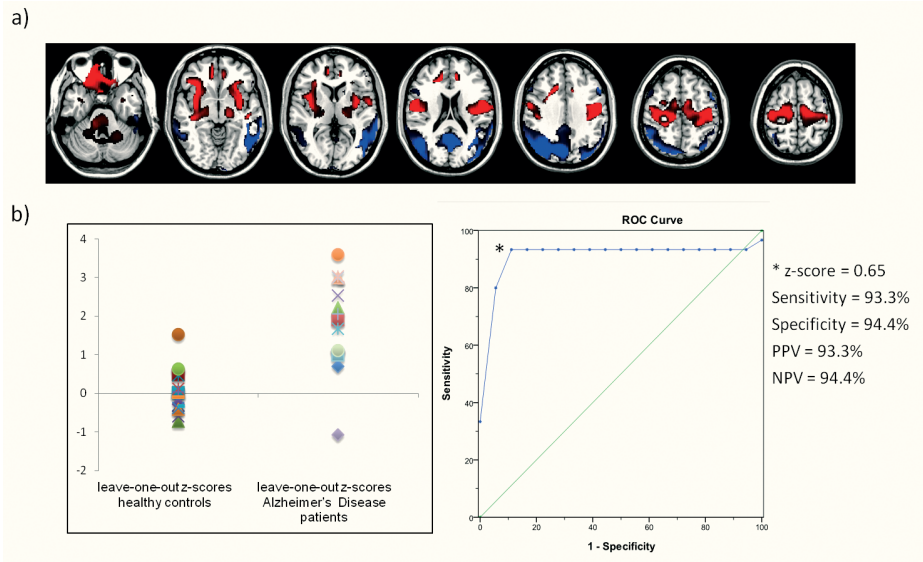 a)
b)
4
3
2
1
0
-1
-2
leave-one-out z-scores
healthy controls
leave-one-out z-scores
Alzheimer's Disease
patients
ROC Curve
100
80
60
40
20
0
Sensitivity
*
0
20
40
60
80
100
1 - Specificity
* z-score = 0.65
Sensitivity = 93.3%
Specificity = 94.4%
PPV = 93.3%
NPV = 94.4%